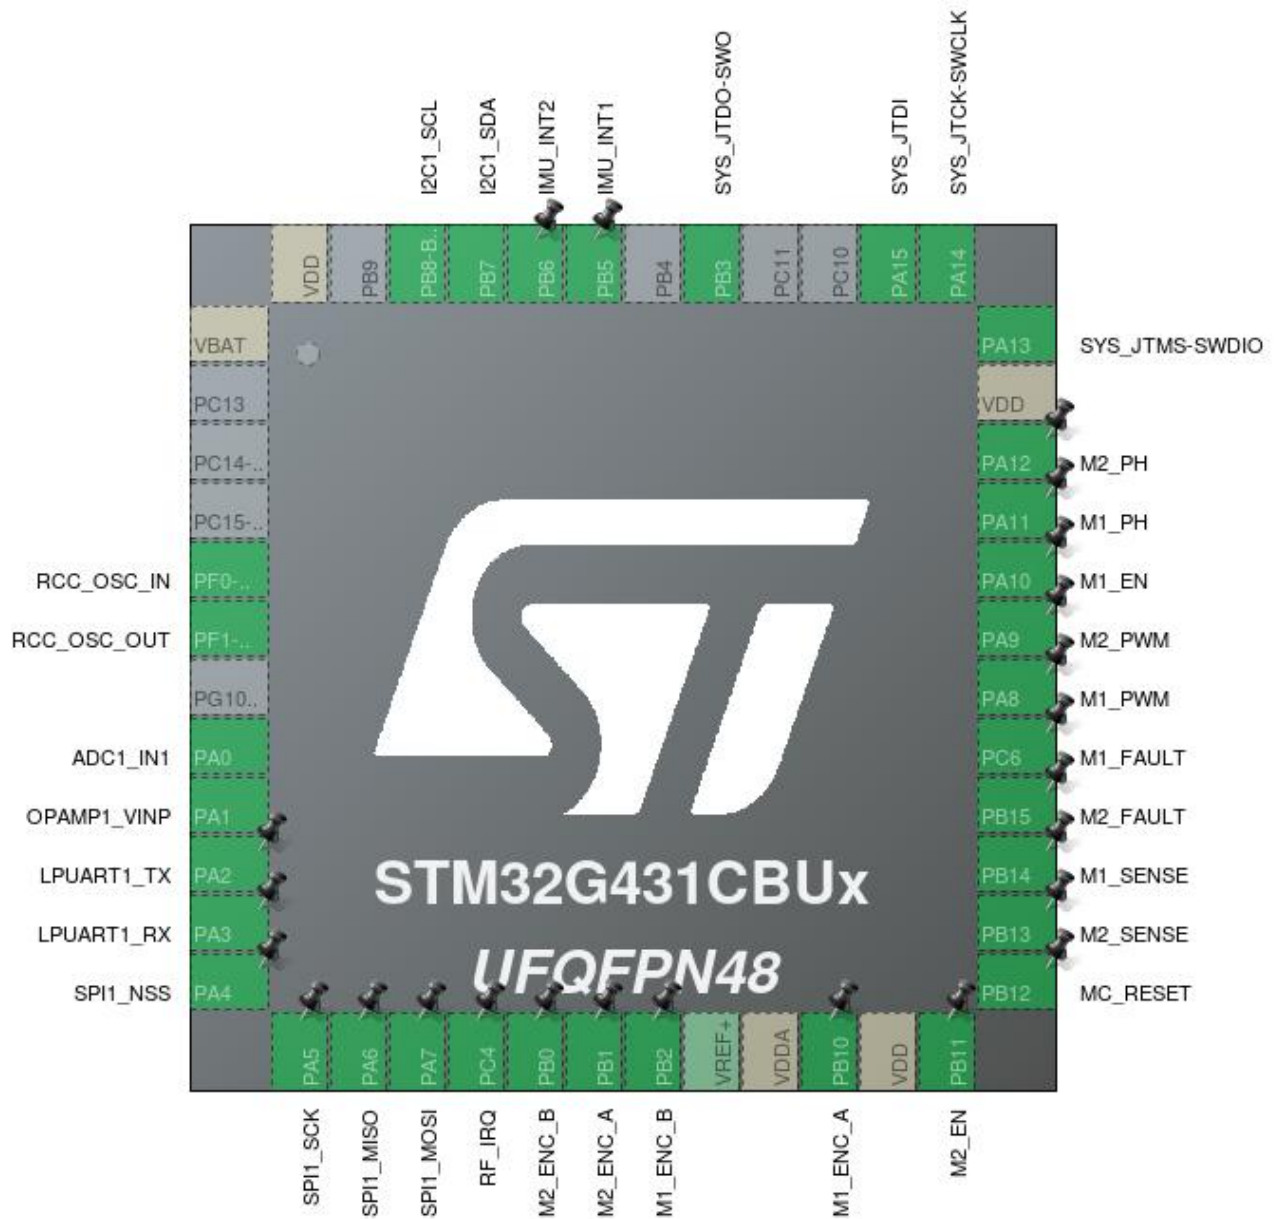 I2C1_SCL
I2C1_SDA
IMU_INT2
IMU_INT1
SYS_JTDO-SWO
SYS_JTDI
SYS_JTCK-SWCLK
VDD
PB9
PB8-B..
PB7
PB6
PB5
PB4
PB3
PC11
PC10
PA15
PA14
VBAT
PC13
PC14-..
PC15-..
RCC_OSC_IN PF0-..
RCC_OSC_OUT PF1-..
PG10..
ADC1_IN1 PA0
OPAMP1_VINP PA1
LPUART1_TX PA2
LPUART1_RX PA3
SPI1_NSS PA4
PA13 SYS_JTMS-SWDIO
VDD
PA12 M2_PH
PA11 M1_PH
PA10 M1_EN
PA9 M2_PWM
PA8 M1_PWM
PC6 M1_FAULT
PB15 M2_FAULT
PB14 M1_SENSE
PB13 M2_SENSE
PB12 MC_RESET
ST
STM32G431CBUx
UFQFPN48
PA5
PA6
PA7
PC4
PB0
PB1
PB2
VREF+
VDDA
PB10
VDD
PB11
SPI1_SCK
SPI1_MISO
SPI1_MOSI
RF_IRQ
M2_ENC_B
M2_ENC_A
M1_ENC_B
M1_ENC_A
M2_EN